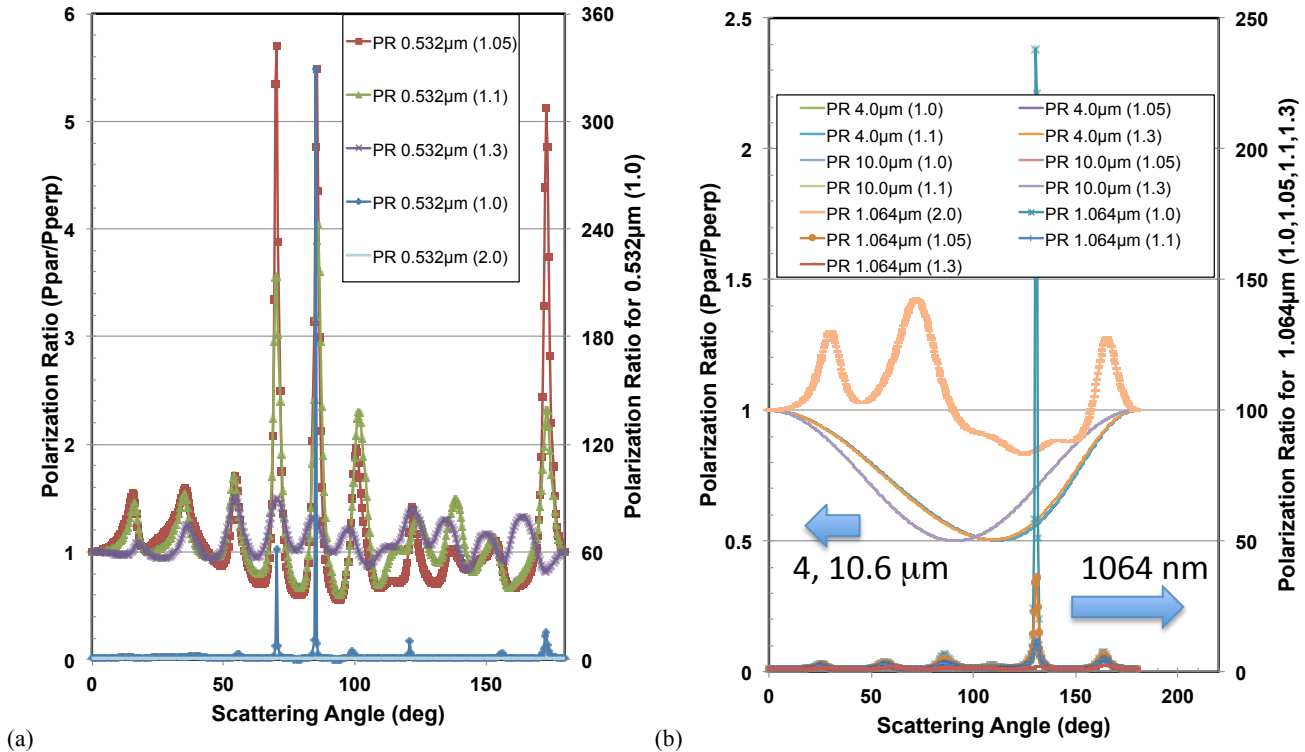 6
5
4
3
2
1
0
Polarization Ratio (Ppar/Pperp)
360
300
240
180
120
60
0
Polarization Ratio for 0.532µm (1.0)
PR 0.532µm (1.05)
PR 0.532µm (1.1)
PR 0.532µm (1.3)
PR 0.532µm (1.0)
PR 0.532µm (2.0)
0 50 100 150
Scattering Angle (deg)
(a)
2.5
2
1.5
1
0.5
0
Polarization Ratio (Ppar/Pperp)
250
200
150
100
50
0
Polarization Ratio for 1.064µm (1.0,1.05,1.1,1.3)
PR 4.0µm (1.0) PR 4.0µm (1.05)
PR 4.0µm (1.1) PR 4.0µm (1.3)
PR 10.0µm (1.0) PR 10.0µm (1.05)
PR 10.0µm (1.1) PR 10.0µm (1.3)
PR 1.064µm (2.0) PR 1.064µm (1.0)
PR 1.064µm (1.05) PR 1.064µm (1.1)
PR 1.064µm (1.3)
4, 10.6 µm 1064 nm
0 50 100 150 200
Scattering Angle (deg)
(b)